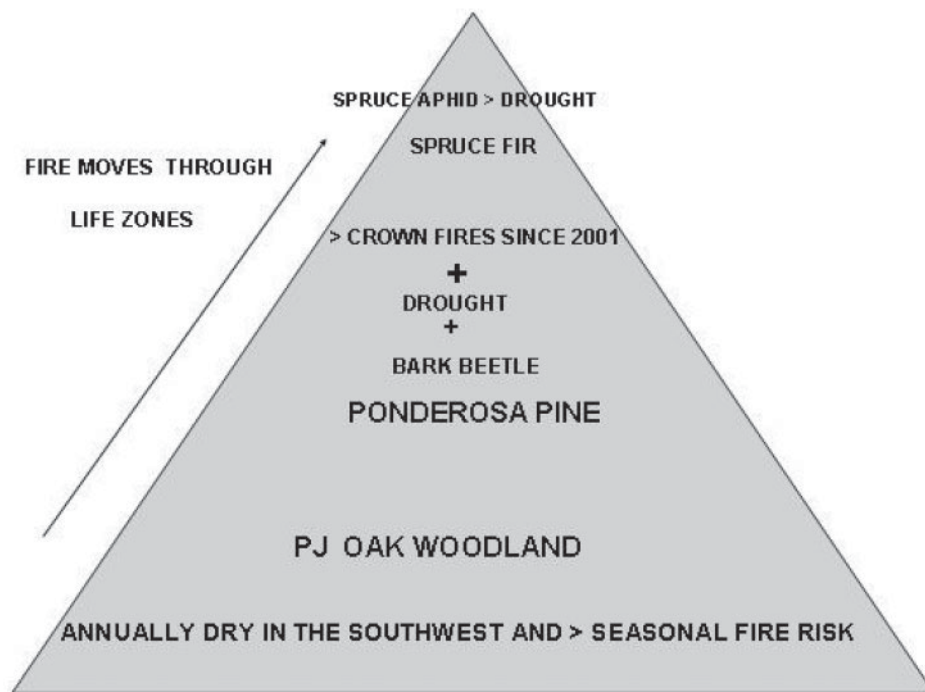 SPRUCE APHID > DROUGHT
SPRUCE FIR
FIRE MOVES THROUGH
LIFE ZONES
> CROWN FIRES SINCE 2001
+
DROUGHT
+
BARK BEETLE
PONDEROSA PINE
PJ OAK WOODLAND
ANNUALLY DRY IN THE SOUTHWEST AND > SEASONAL FIRE RISK